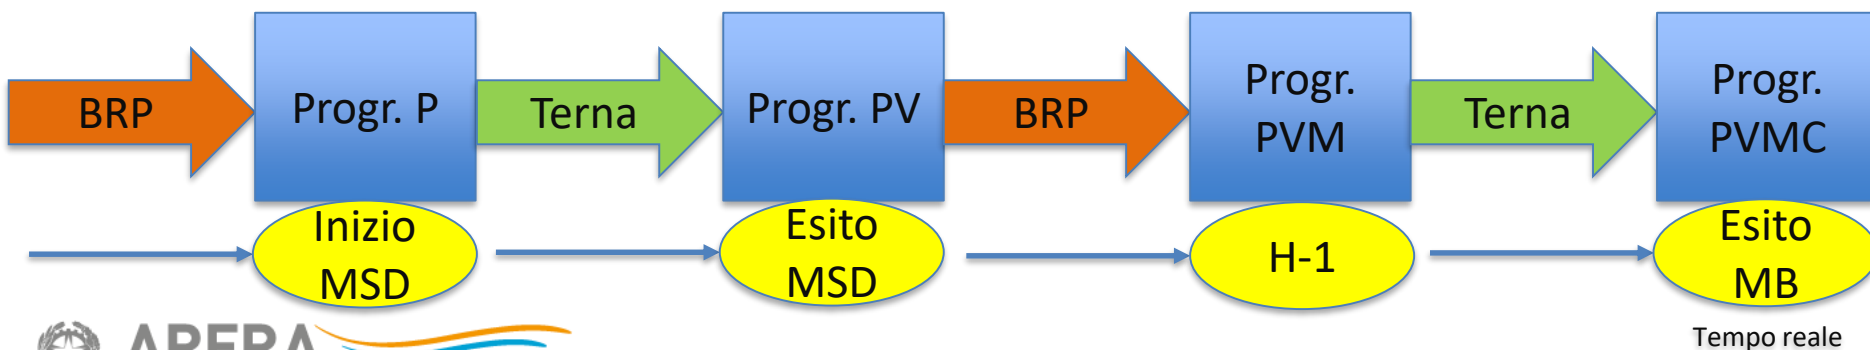 BRP
Progr. P
Terna
Progr. PV
BRP
Progr.
PVM
Terna
Progr.
PVMC
Inizio
MSD
Esito
MSD
H-1
Esito
MB
ARERA
Tempo reale